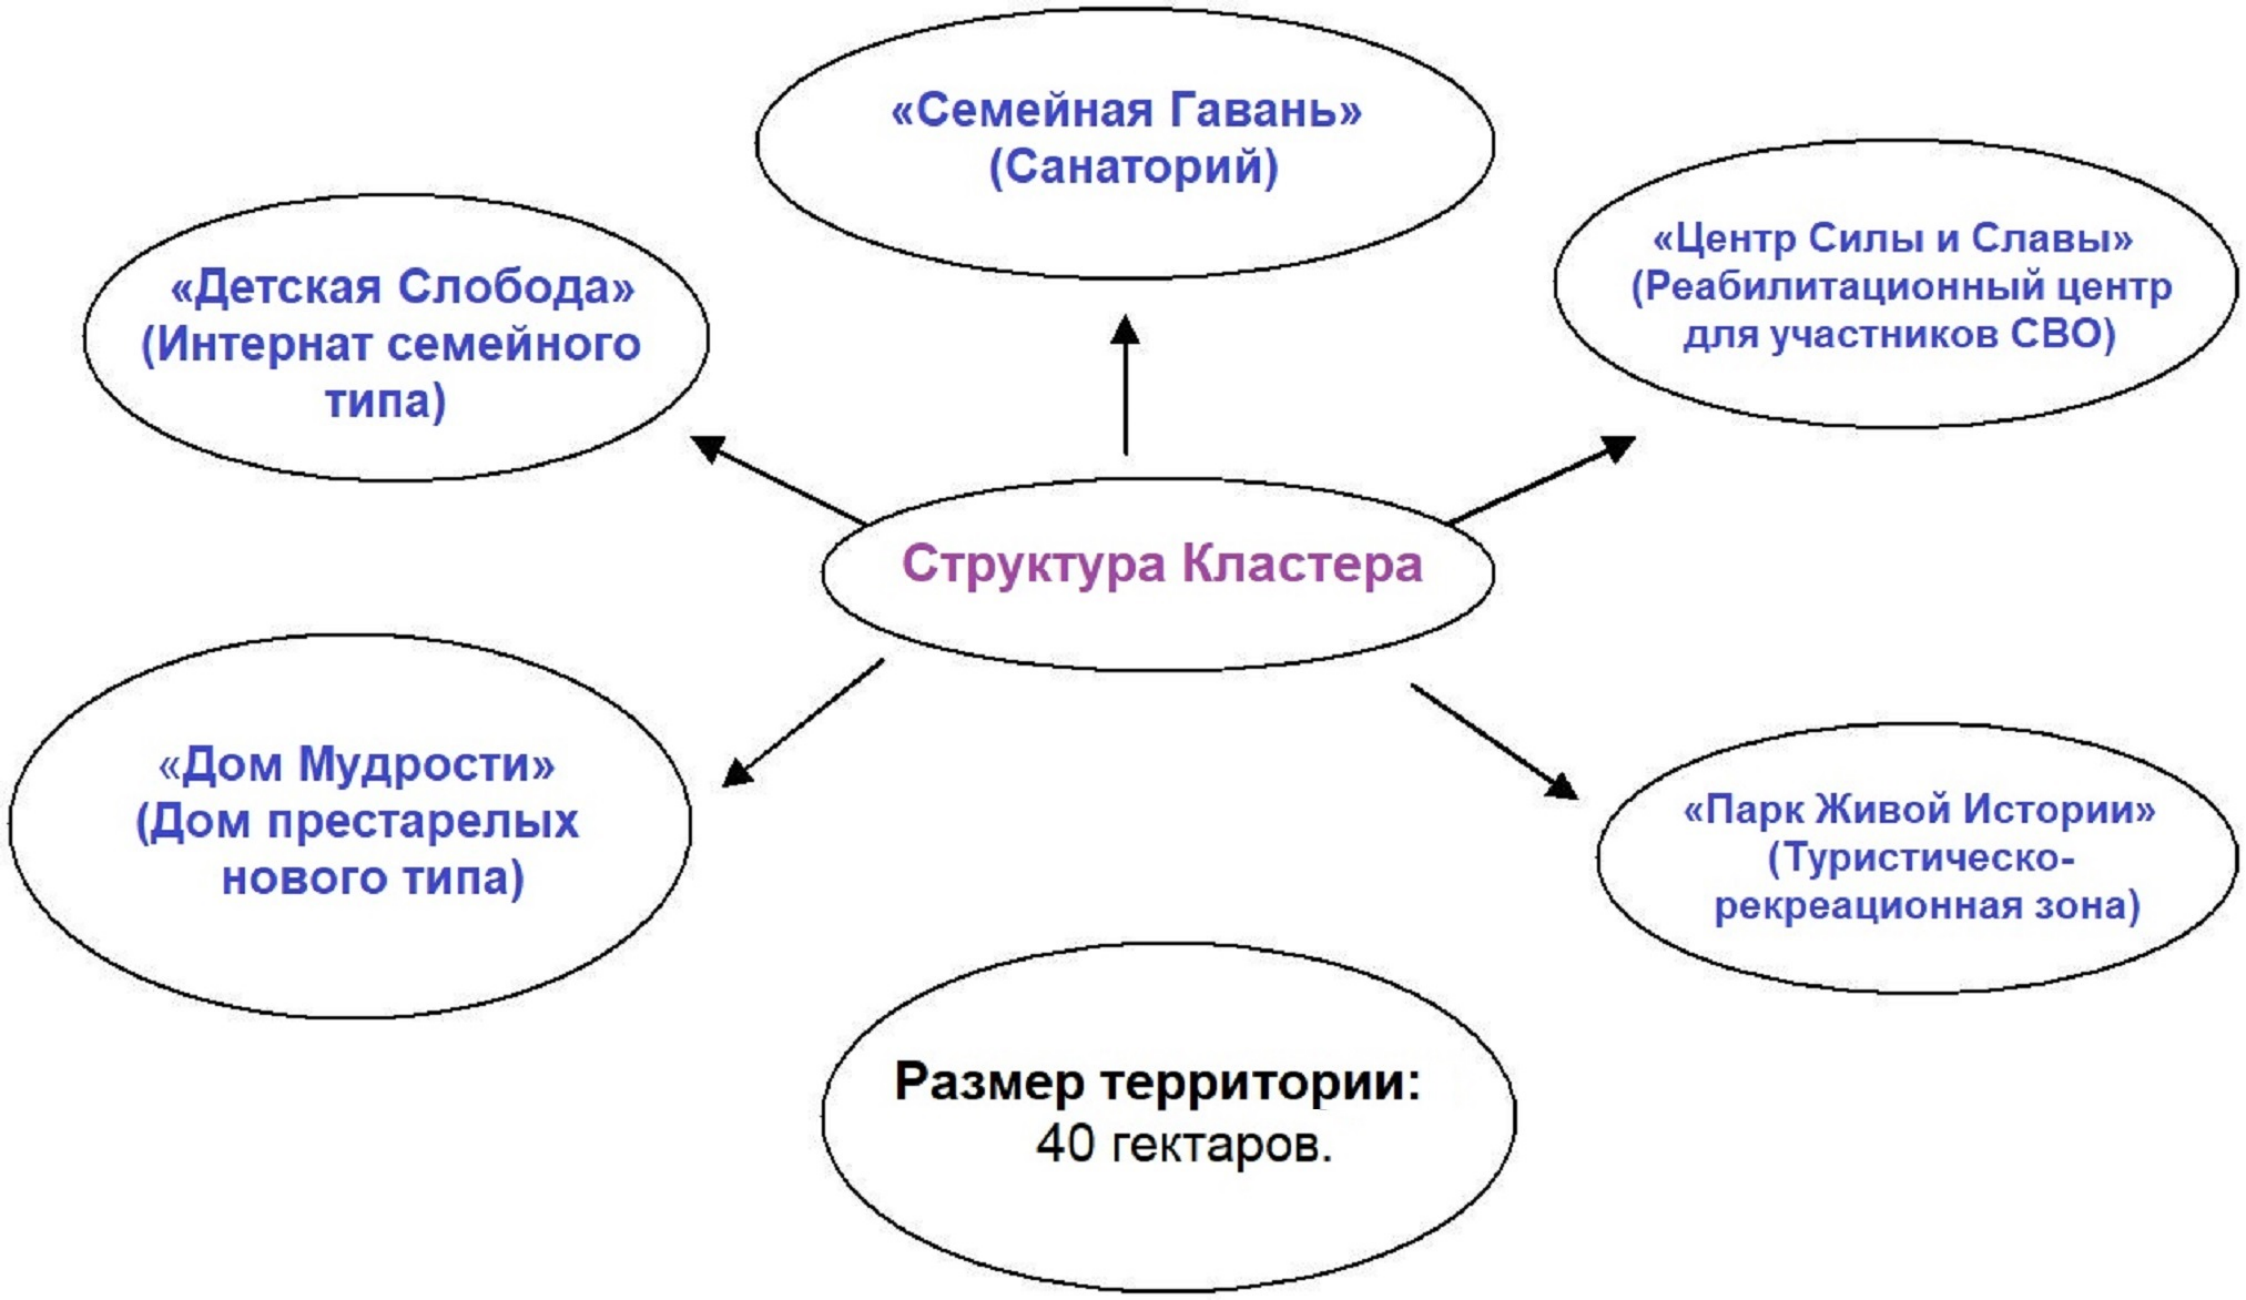 «Семейная Гавань»
(Санаторий)
«Детская Слобода»
(Интернат семейного
типа)
«Центр Силы и Славы»
(Реабилитационный центр
для участников СВО)
Структура Кластера
«Дом Мудрости»
(Дом престарелых
нового типа)
«Парк Живой Истории»
(Туристическо-
рекреационная зона)
Размер территории:
40 гектаров.